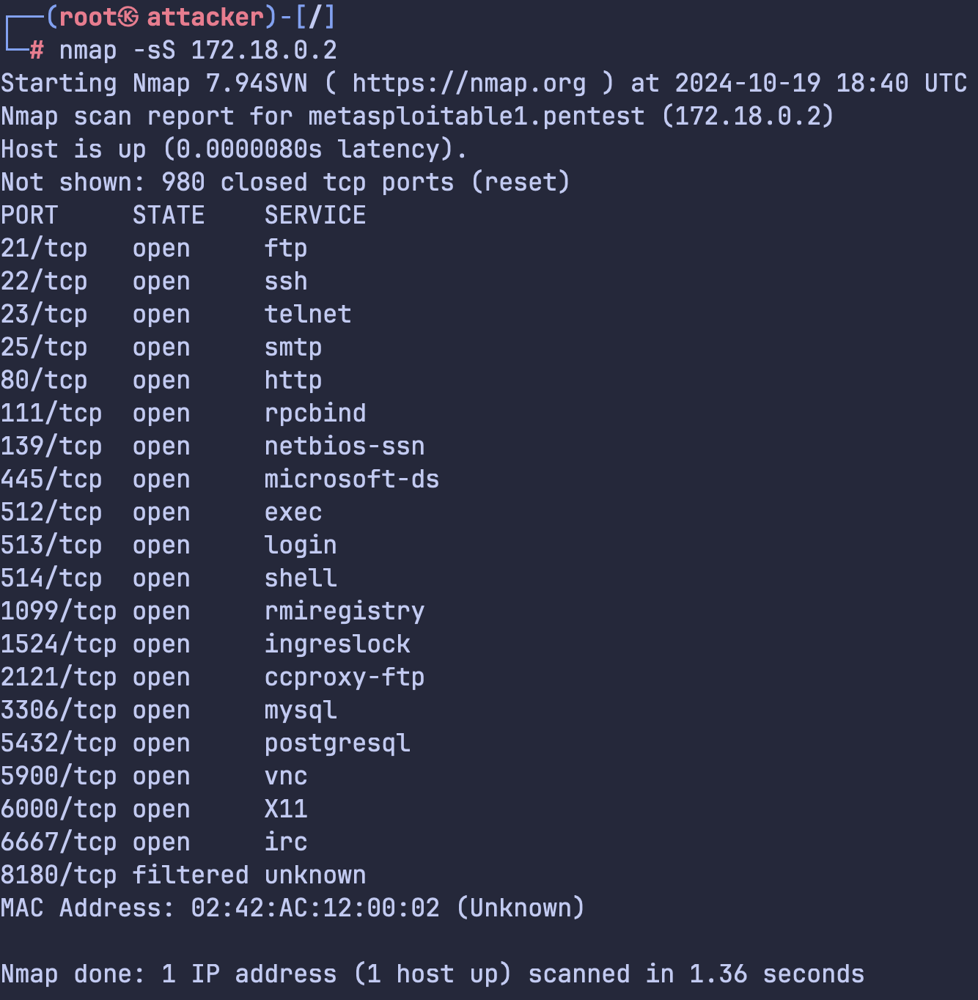 ┌──(root㉿attacker)-[/]
└─# nmap -sS 172.18.0.2
Starting Nmap 7.94SVN ( https://nmap.org ) at 2024-10-19 18:40 UTC
Nmap scan report for metasploitable1.pentest (172.18.0.2)
Host is up (0.0000080s latency).
Not shown: 980 closed tcp ports (reset)
PORT     STATE    SERVICE
21/tcp   open     ftp
22/tcp   open     ssh
23/tcp   open     telnet
25/tcp   open     smtp
80/tcp   open     http
111/tcp  open     rpcbind
139/tcp  open     netbios-ssn
445/tcp  open     microsoft-ds
512/tcp  open     exec
513/tcp  open     login
514/tcp  open     shell
1099/tcp open     rmiregistry
1524/tcp open     ingreslock
2121/tcp open     ccproxy-ftp
3306/tcp open     mysql
5432/tcp open     postgresql
5900/tcp open     vnc
6000/tcp open     X11
6667/tcp open     irc
8180/tcp filtered unknown
MAC Address: 02:42:AC:12:00:02 (Unknown)

Nmap done: 1 IP address (1 host up) scanned in 1.36 seconds